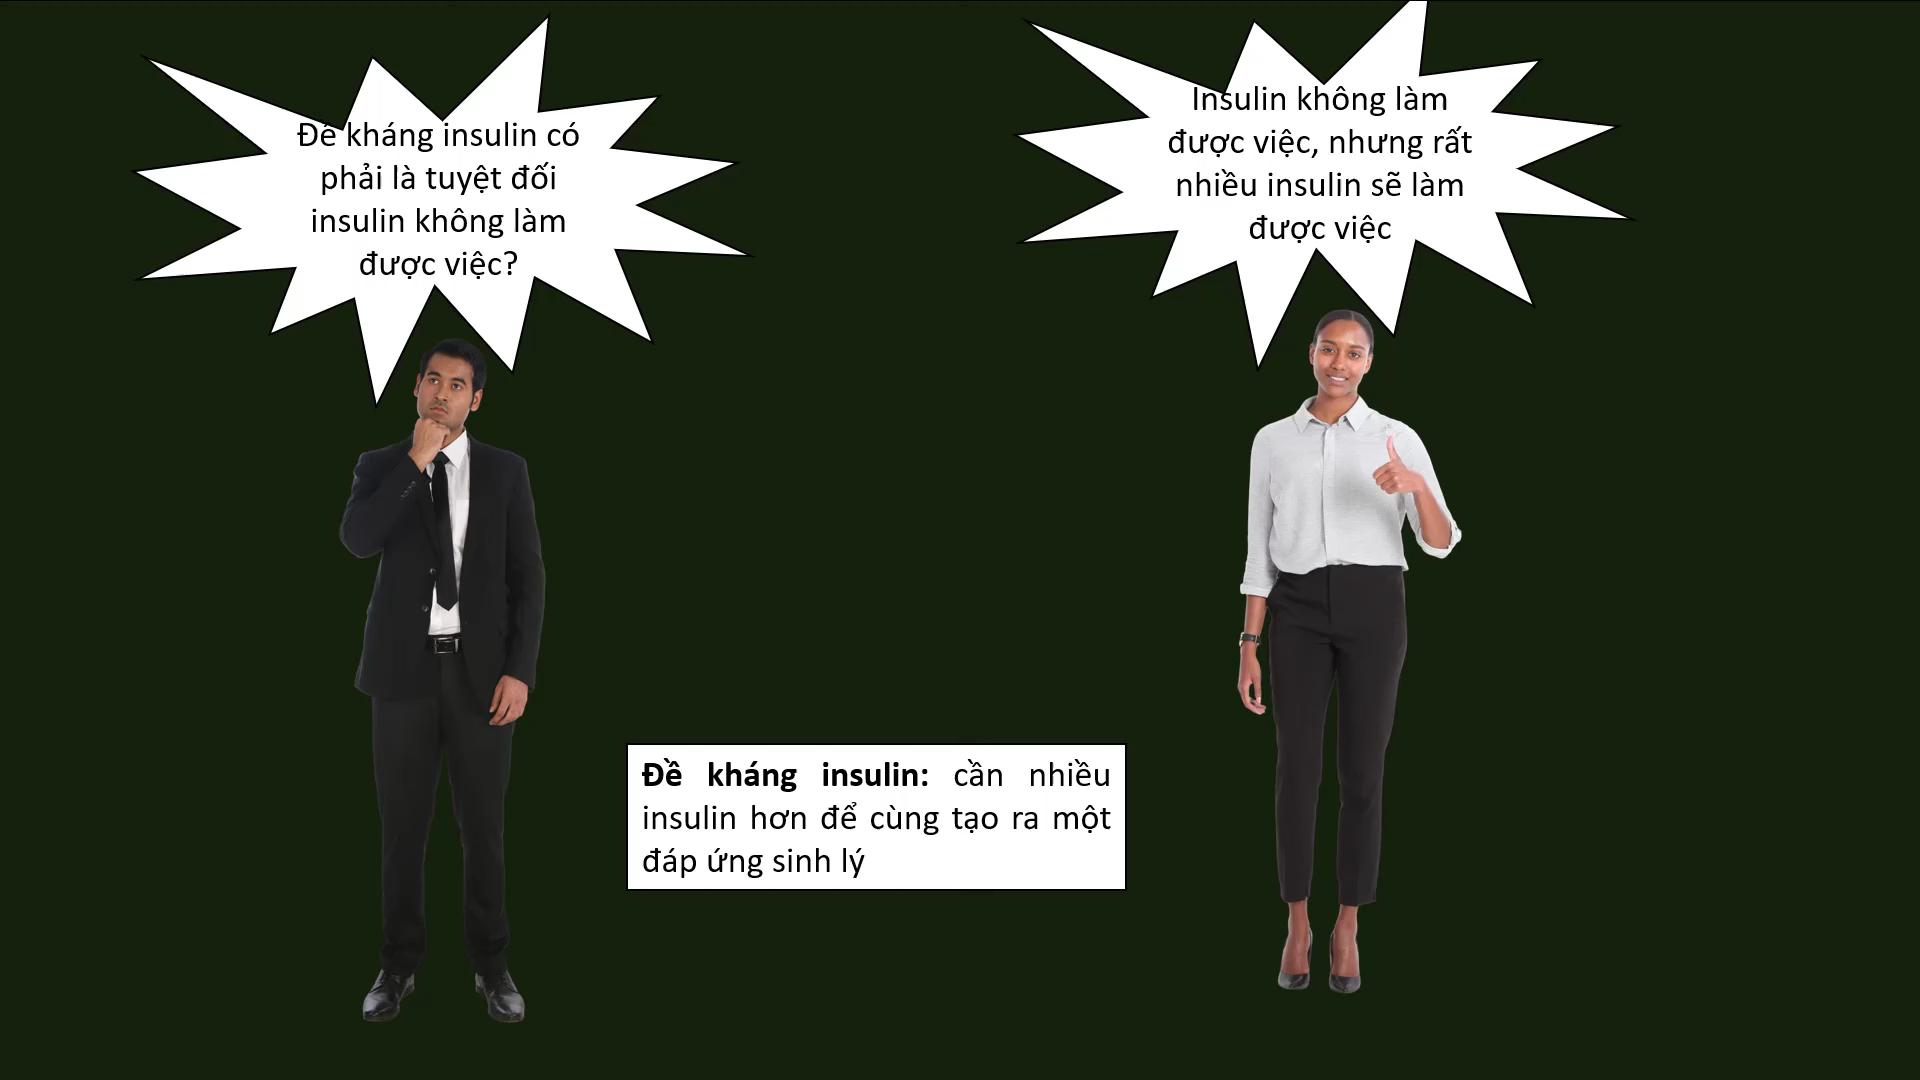 Đề kháng insulin có
phải là tuyệt đối
insulin không làm
được việc?
Insulin không làm
được việc, nhưng rất
nhiều insulin sẽ làm
được việc
Đề kháng insulin: cần nhiều
insulin hơn để cùng tạo ra một
đáp ứng sinh lý